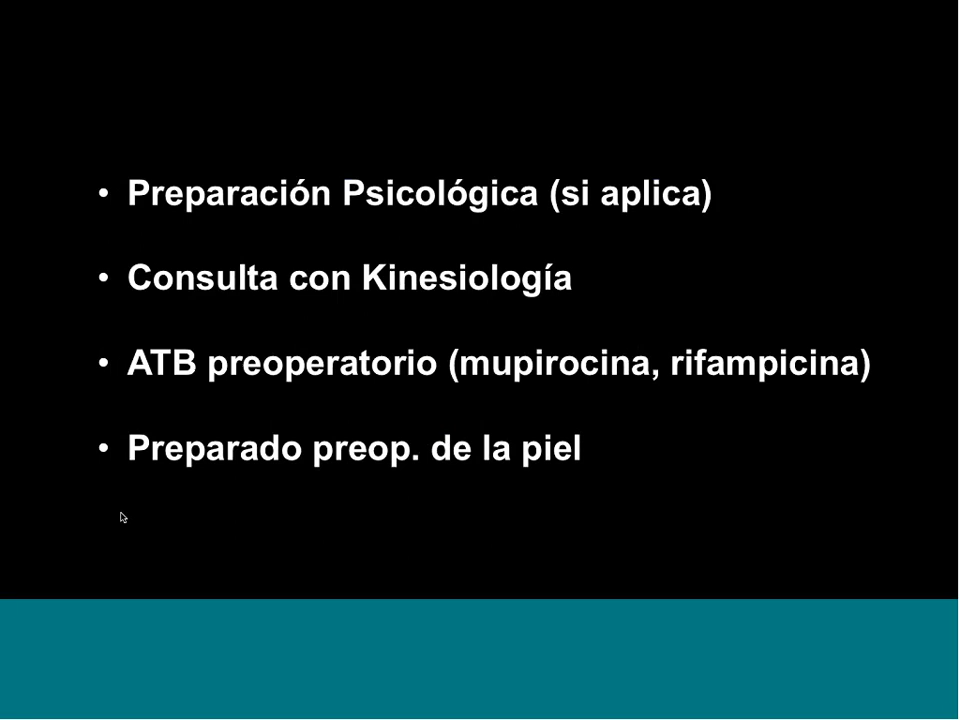 • Preparación Psicológica (si aplica)
• Consulta con Kinesiología
• ATB preoperatorio (mupirocina, rifampicina)
• Preparado preop. de la piel